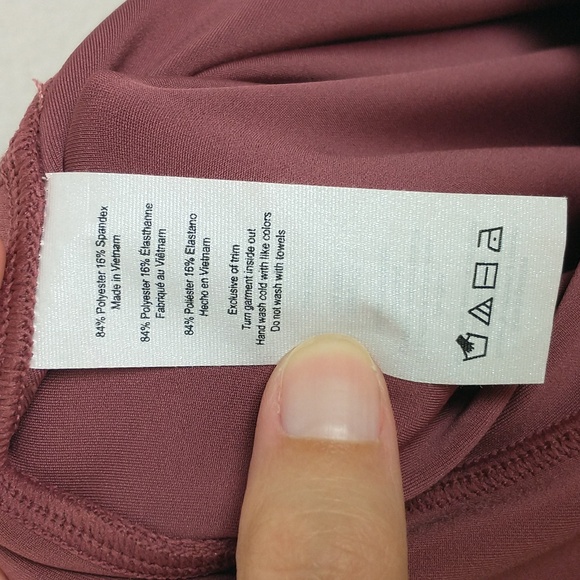 84% Polyester 16% Spandex
Made in Vietnam
84% Polyester 16% Élasthanne
Fabriqué au Viêtnam
84% Poliéster 16% Elastano
Hecho en Vietnam
Exclusive of trim
Turn garment inside out
Hand wash cold with like colors
Do not wash with towels